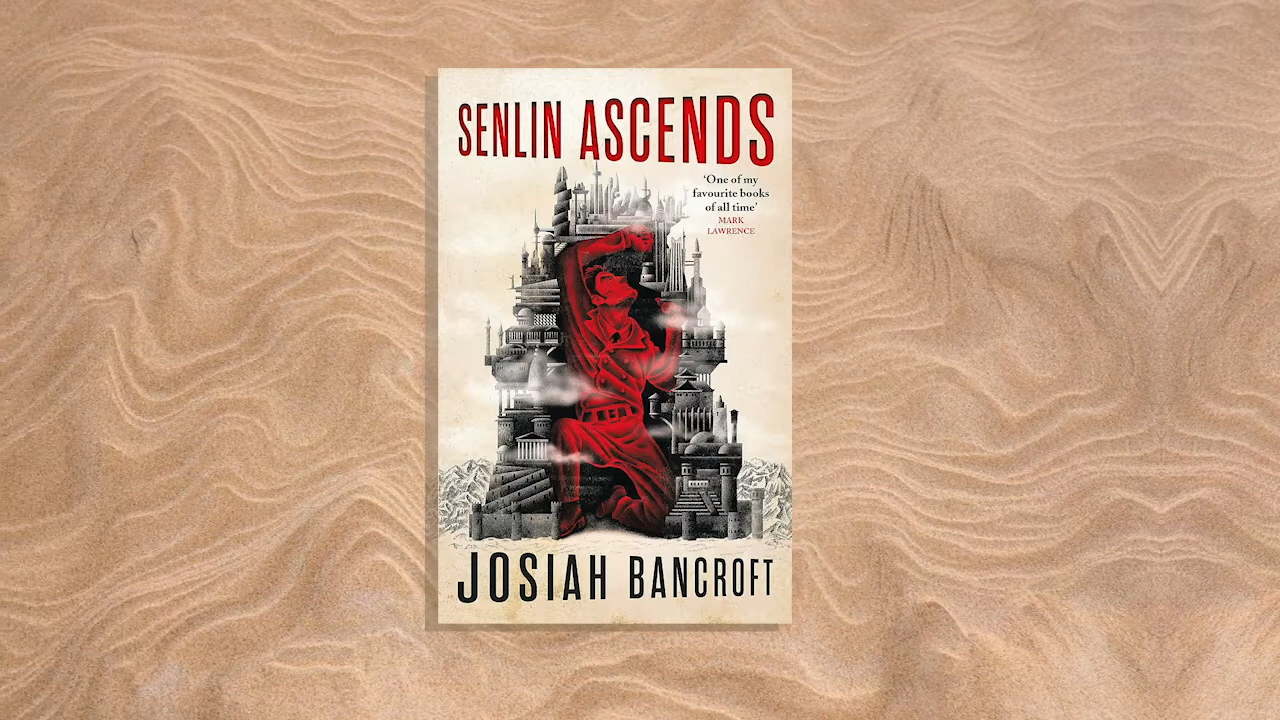 SENLIN ASCENDS
‘One of my
favourite books
of all time’
MARK
LAWRENCE
JOSIAH BANCROFT